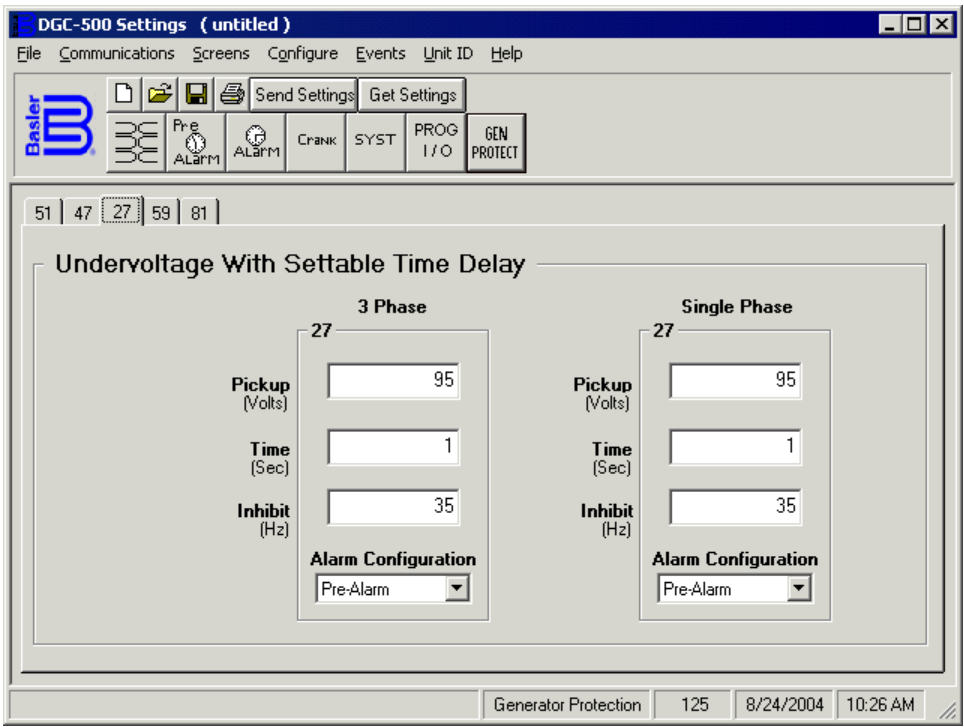 DGC-500 Settings ( untitled )
File Communications Screens Configure Events Unit ID Help
Basler
Send Settings Get Settings
Pre ALarm
ALarm
Crank
SYST
PROG I/O
GEN PROTECT
51 47 27 59 81
Undervoltage With Settable Time Delay
3 Phase Single Phase
27 27
Pickup 95 Pickup 95
(Volts) (Volts)
Time 1 Time 1
(Sec) (Sec)
Inhibit 35 Inhibit 35
(Hz) (Hz)
Alarm Configuration Alarm Configuration
Pre-Alarm Pre-Alarm
Generator Protection 125 8/24/2004 10:26 AM